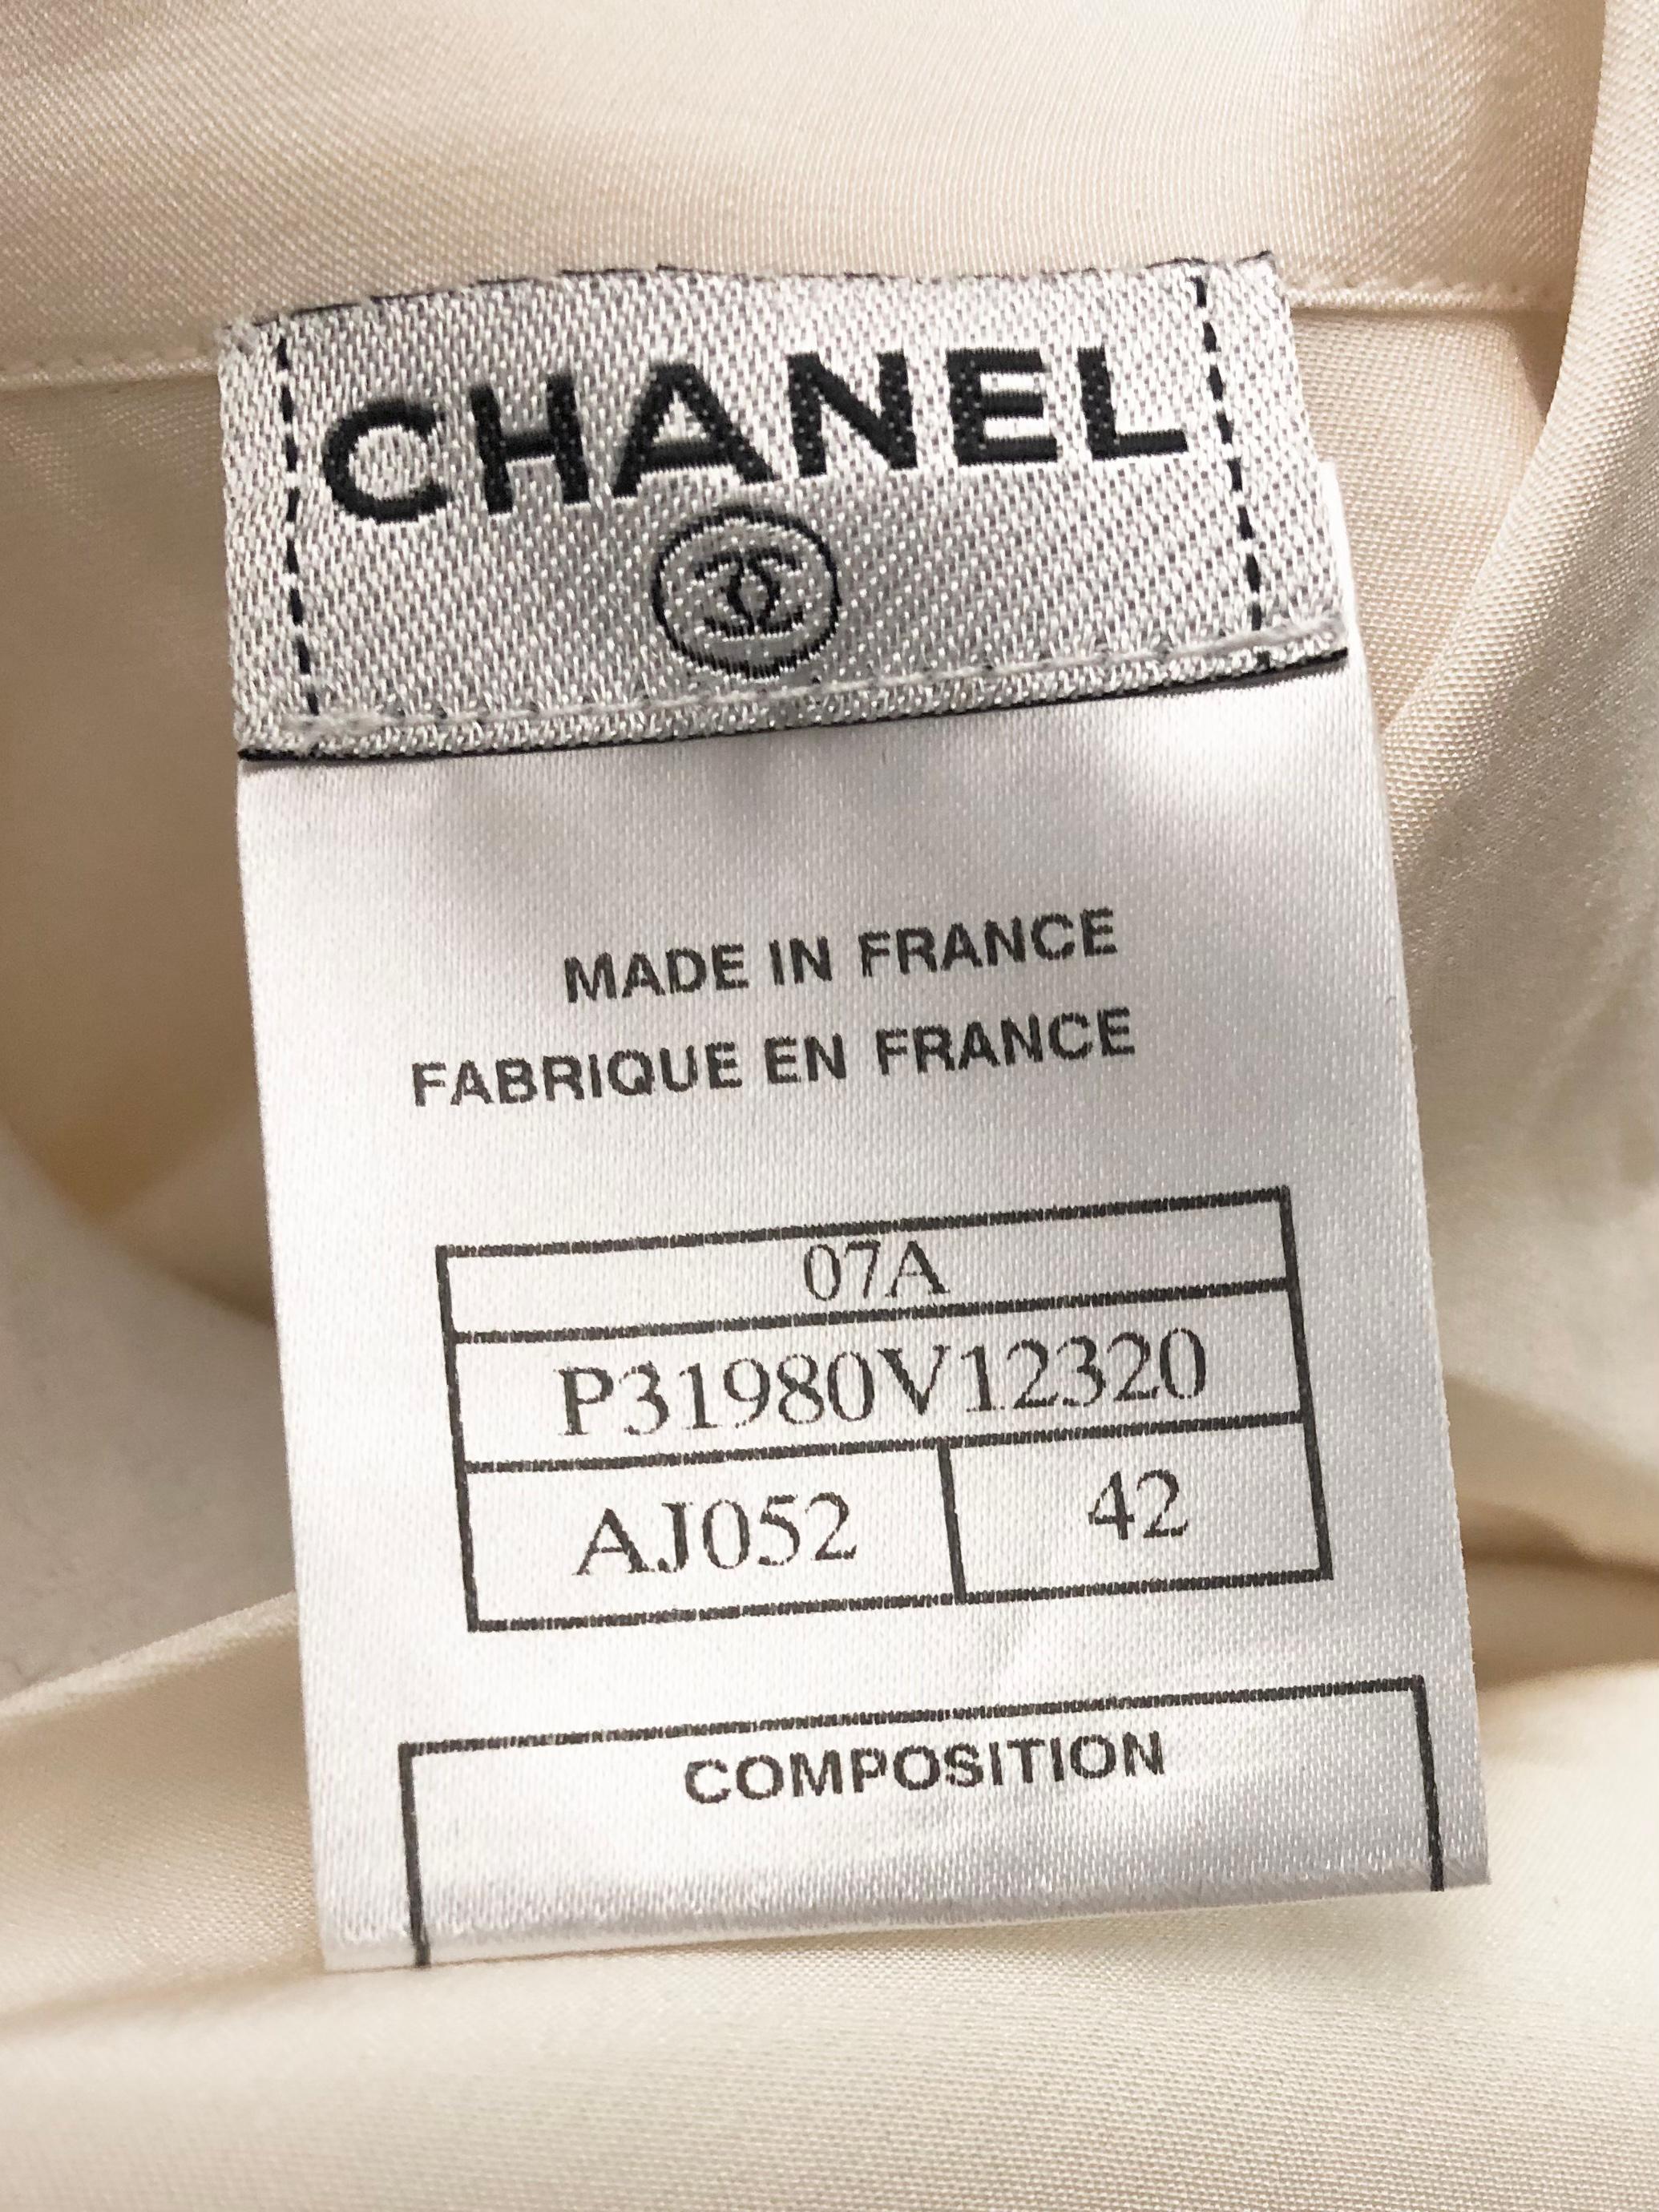 CHANEL
MADE IN FRANCE
FABRIQUE EN FRANCE
07A
P31980V12320
AJ052 42
COMPOSITION